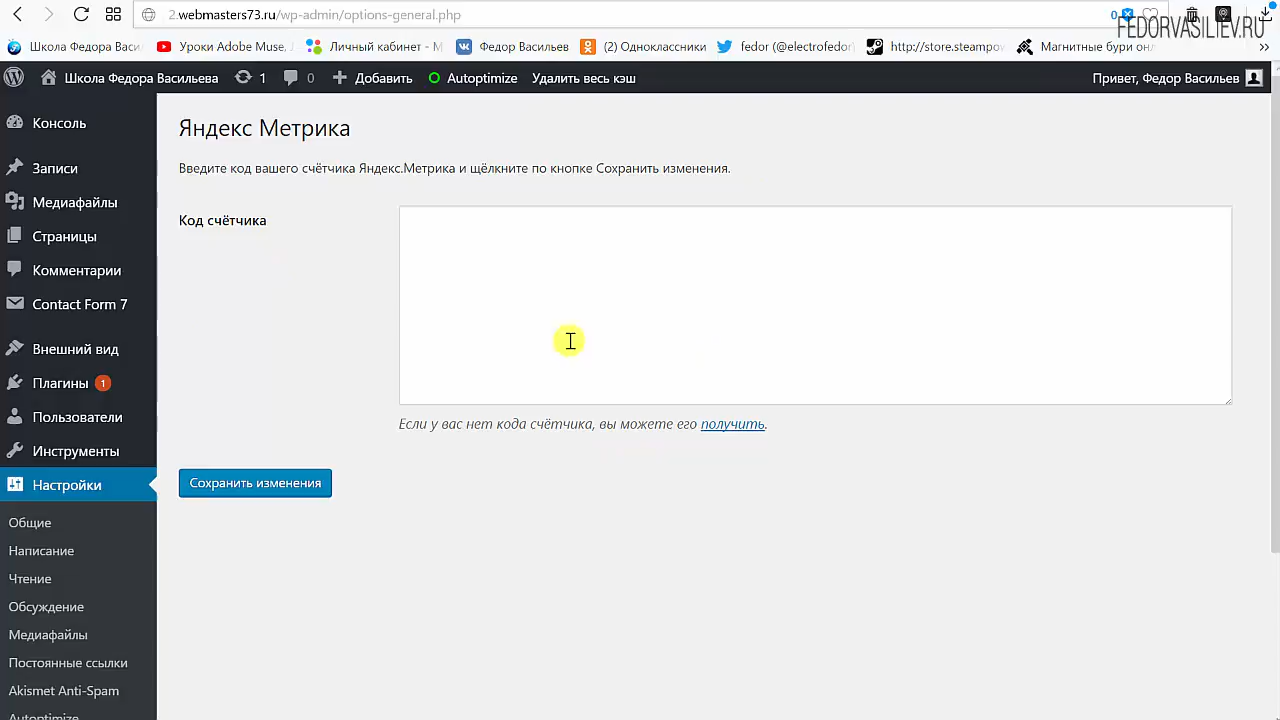 2.webmasters73.ru/wp-admin/options-general.php
0
FEDORVASILIEV.RU
Школа Федора Васи
Уроки Adobe Muse,
Личный кабинет - М
Федор Васильев
(2) Одноклассники
fedor (@electrofedor
http://store.steampow
Магнитные бури онл
Школа Федора Васильева
1
0
Добавить
Autoptimize
Удалить весь кэш
Привет, Федор Васильев
Консоль
Записи
Медиафайлы
Страницы
Комментарии
Contact Form 7
Внешний вид
Плагины 1
Пользователи
Инструменты
Настройки
Общие
Написание
Чтение
Обсуждение
Медиафайлы
Постоянные ссылки
Akismet Anti-Spam
Autoptimize
Яндекс Метрика
Введите код вашего счётчика Яндекс.Метрика и щёлкните по кнопке Сохранить изменения.
Код счётчика
Если у вас нет кода счётчика, вы можете его получить.
Сохранить изменения